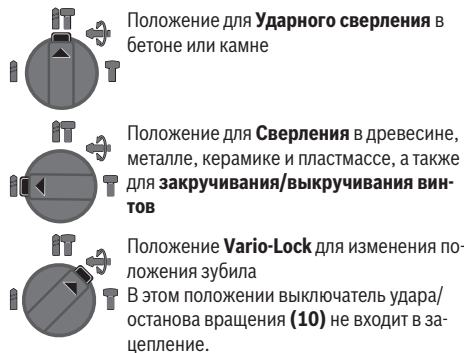 Положение для Ударного сверления в
бетоне или камне
Положение для Сверления в древесине,
металле, керамике и пластмассе, а также
для закручивания/выкручивания вин-
тов
Положение Vario-Lock для изменения по-
ложения зубила
В этом положении выключатель удара/
останова вращения (10) не входит в за-
цепление.